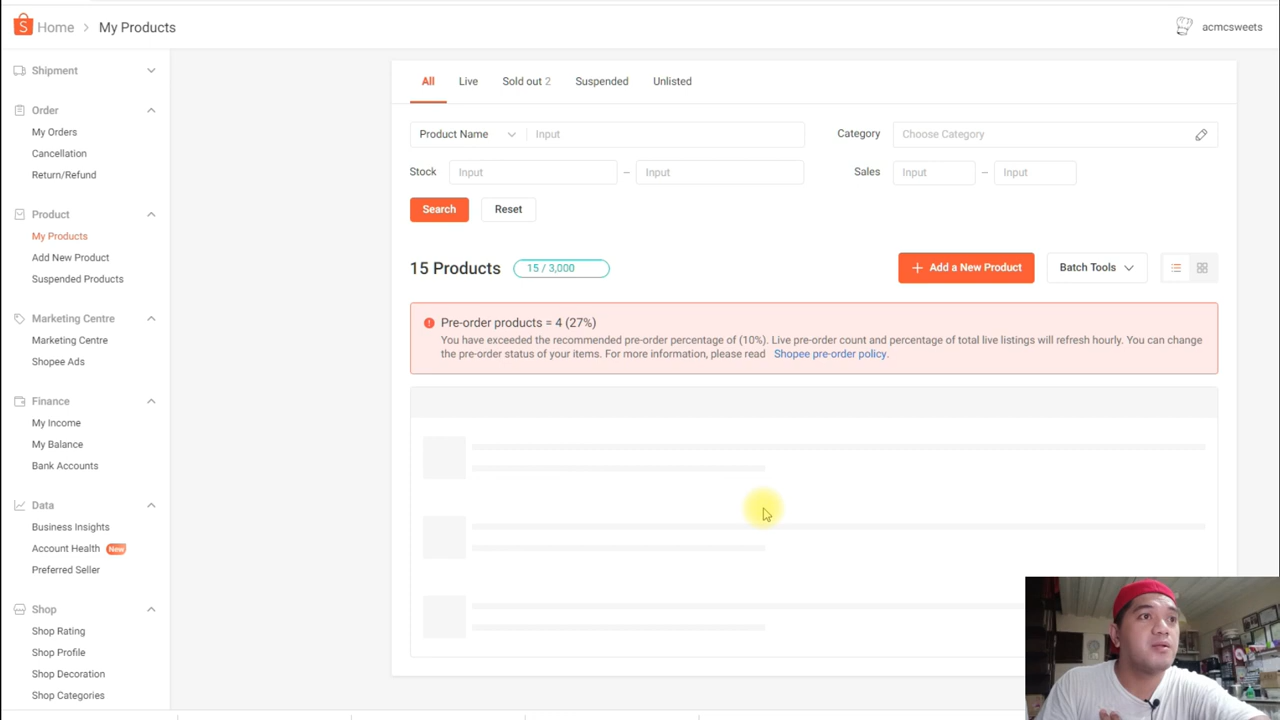 Home > My Products
acmcsweets
Shipment
Order
My Orders
Cancellation
Return/Refund
Product
My Products
Add New Product
Suspended Products
Marketing Centre
Marketing Centre
Shopee Ads
Finance
My Income
My Balance
Bank Accounts
Data
Business Insights
Account Health New
Preferred Seller
Shop
Shop Rating
Shop Profile
Shop Decoration
Shop Categories
All Live Sold out 2 Suspended Unlisted
Product Name Input Category Choose Category
Stock Input – Input Sales Input – Input
Search Reset
15 Products 15 / 3,000 + Add a New Product Batch Tools
Pre-order products = 4 (27%)
You have exceeded the recommended pre-order percentage of (10%). Live pre-order count and percentage of total live listings will refresh hourly. You can change
the pre-order status of your items. For more information, please read Shopee pre-order policy.